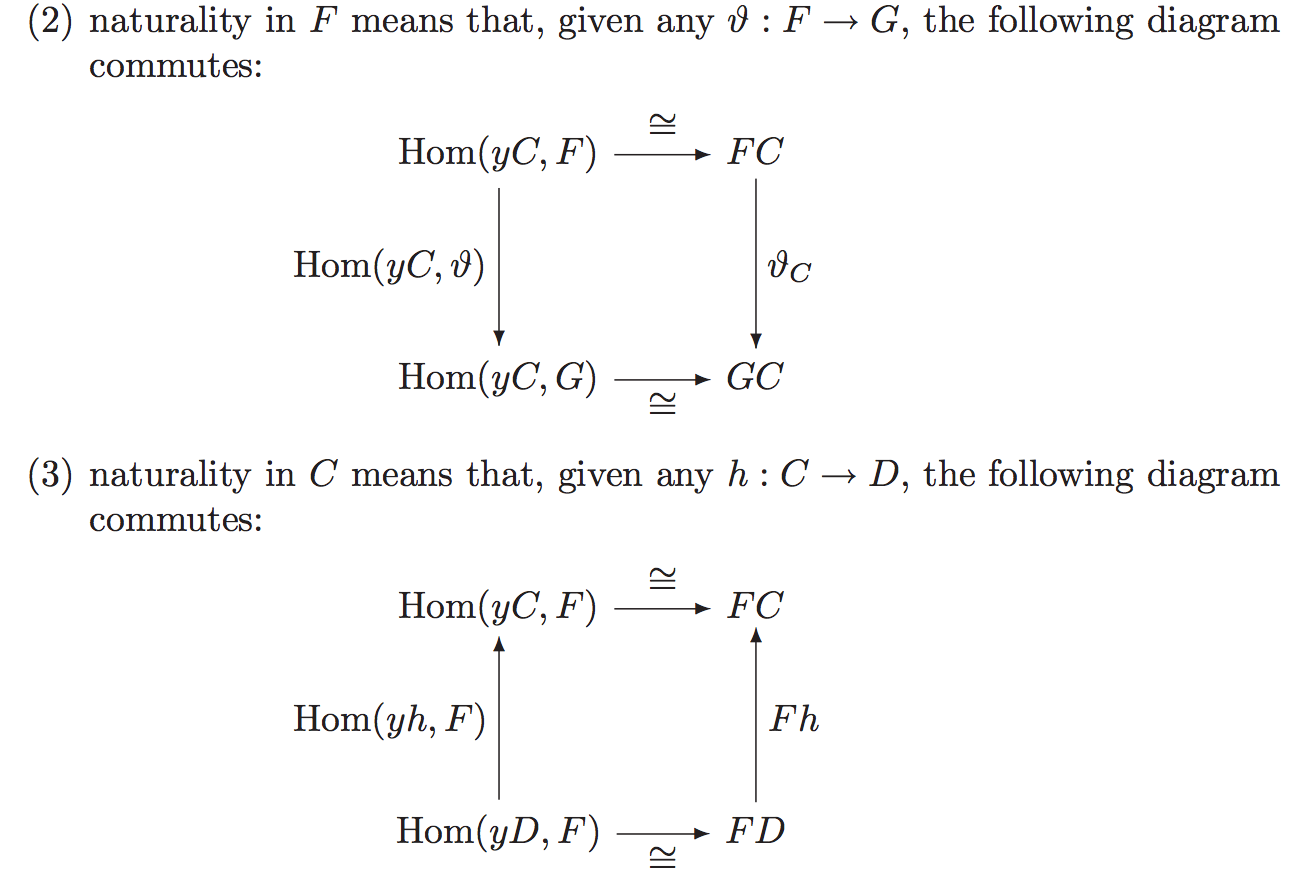 (2) naturality in F means that, given any ϑ : F → G, the following diagram
commutes:
≅
Hom(yC, F) FC
Hom(yC, ϑ) ϑ_C
Hom(yC, G) GC
≅
(3) naturality in C means that, given any h : C → D, the following diagram
commutes:
≅
Hom(yC, F) FC
Hom(yh, F) Fh
Hom(yD, F) FD
≅